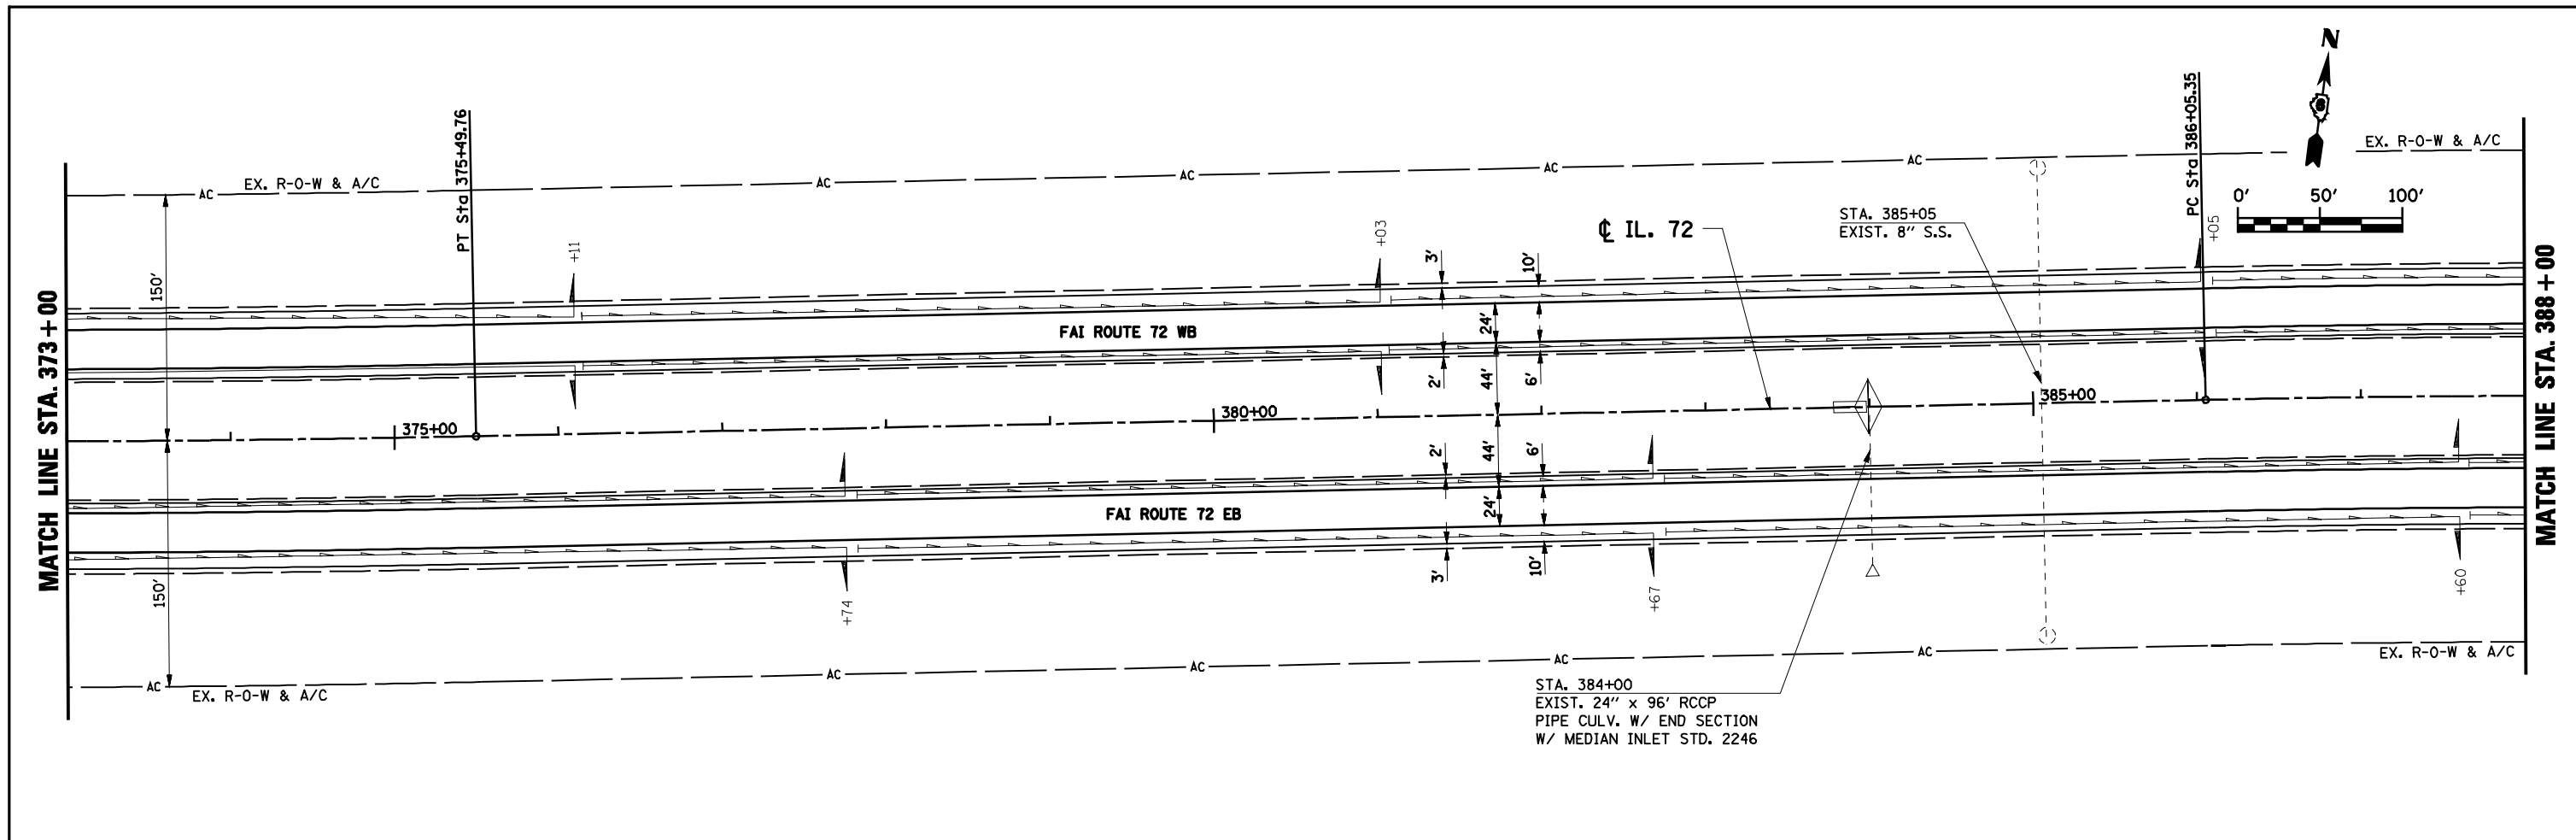 N
6
PT Sta 375+49.76
PC Sta 386+05.35
EX. R-O-W & A/C
EX. R-O-W & A/C
AC
AC
AC
AC
AC
0' 50' 100'
STA. 385+05
EXIST. 8" S.S.
℄ IL. 72
+11
+03
+05
150'
3'
10'
24'
FAI ROUTE 72 WB
2'
44'
6'
MATCH LINE STA. 373+00
MATCH LINE STA. 388+00
375+00
380+00
385+00
2'
44'
6'
24'
FAI ROUTE 72 EB
3'
10'
150'
+74
+67
+60
AC
AC
AC
AC
AC
EX. R-O-W & A/C
EX. R-O-W & A/C
STA. 384+00
EXIST. 24" x 96' RCCP
PIPE CULV. W/ END SECTION
W/ MEDIAN INLET STD. 2246